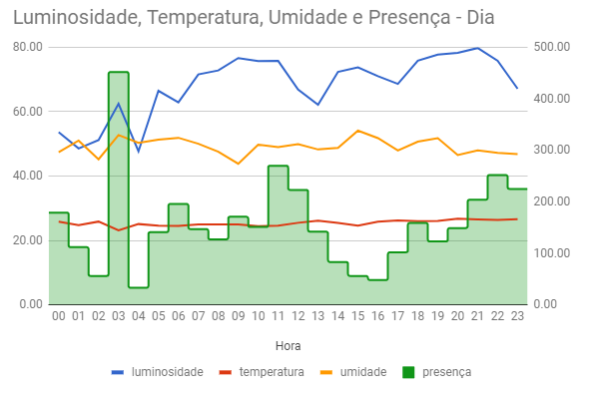 Luminosidade, Temperatura, Umidade e Presença - Dia
80.00 500.00
400.00
60.00
300.00
40.00
200.00
20.00
100.00
0.00 0.00
00 01 02 03 04 05 06 07 08 09 10 11 12 13 14 15 16 17 18 19 20 21 22 23
Hora
luminosidade temperatura umidade presença